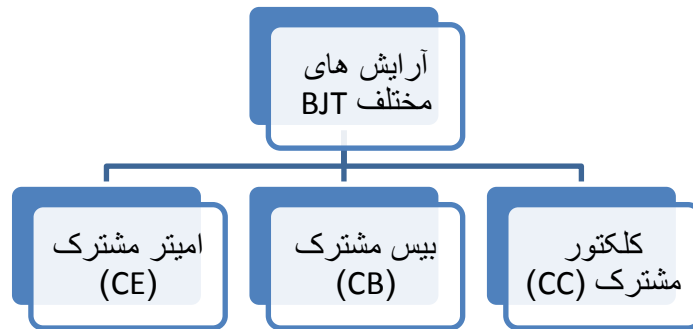 آرایش های
مختلف BJT
کلکتور
مشترک (CC)
بیس مشترک
(CB)
امیتر مشترک
(CE)